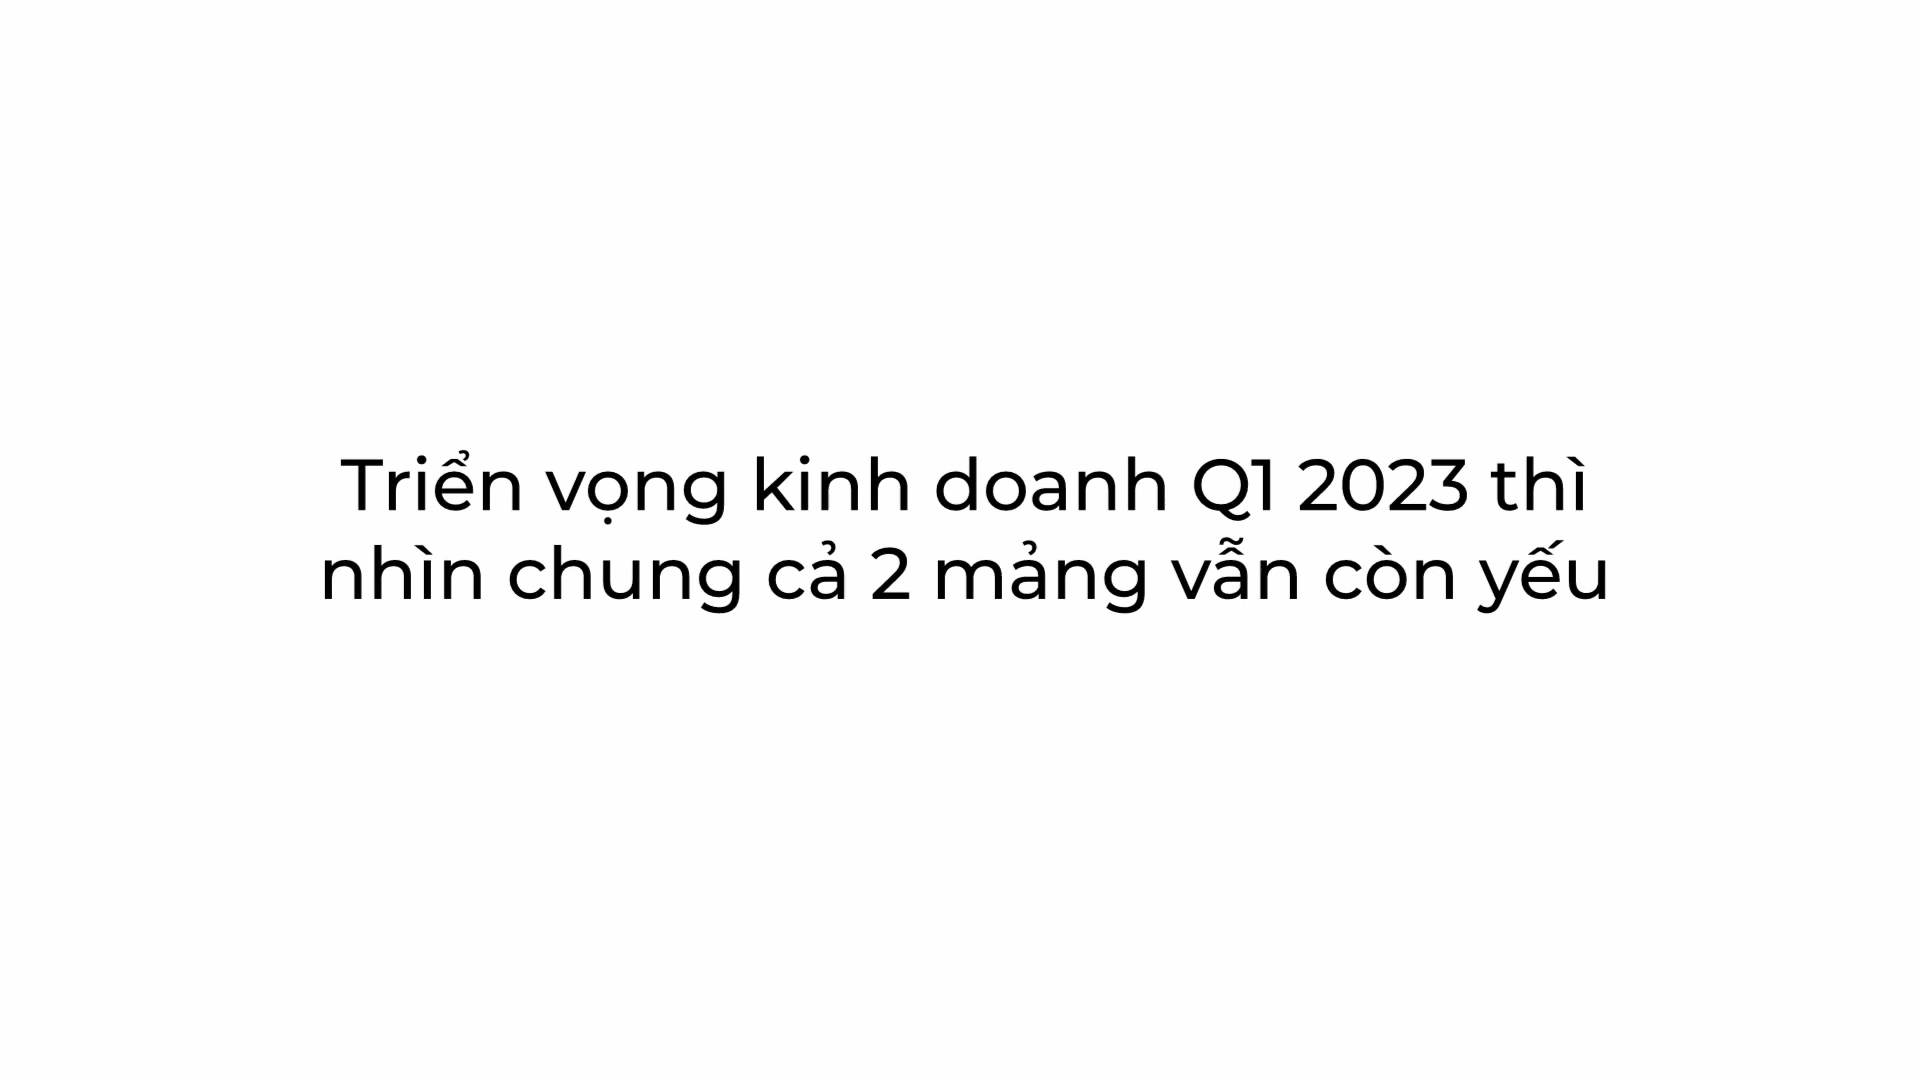 Triển vọng kinh doanh Q1 2023 thì
nhìn chung cả 2 mảng vẫn còn yếu